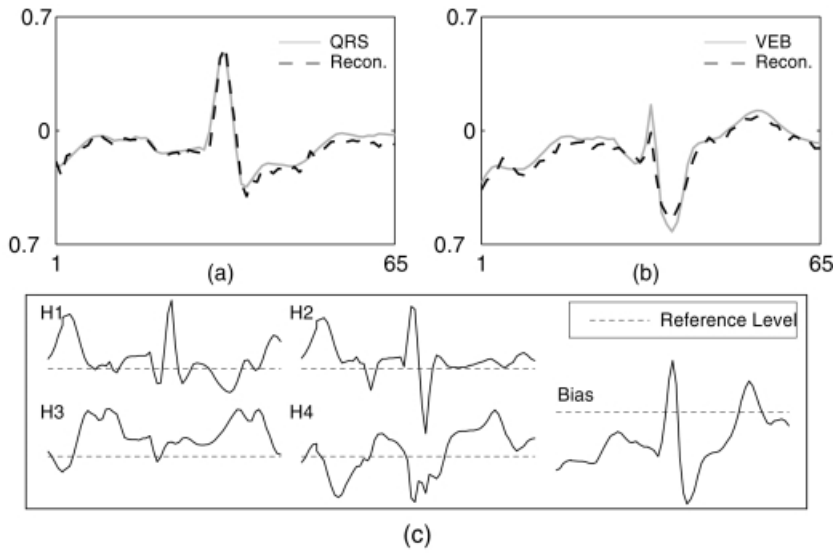 0.7
QRS
Recon.
0
0.7
1
65
(a)
0.7
VEB
Recon.
0
0.7
1
65
(b)
H1
H2
Reference Level
H3
H4
Bias
(c)